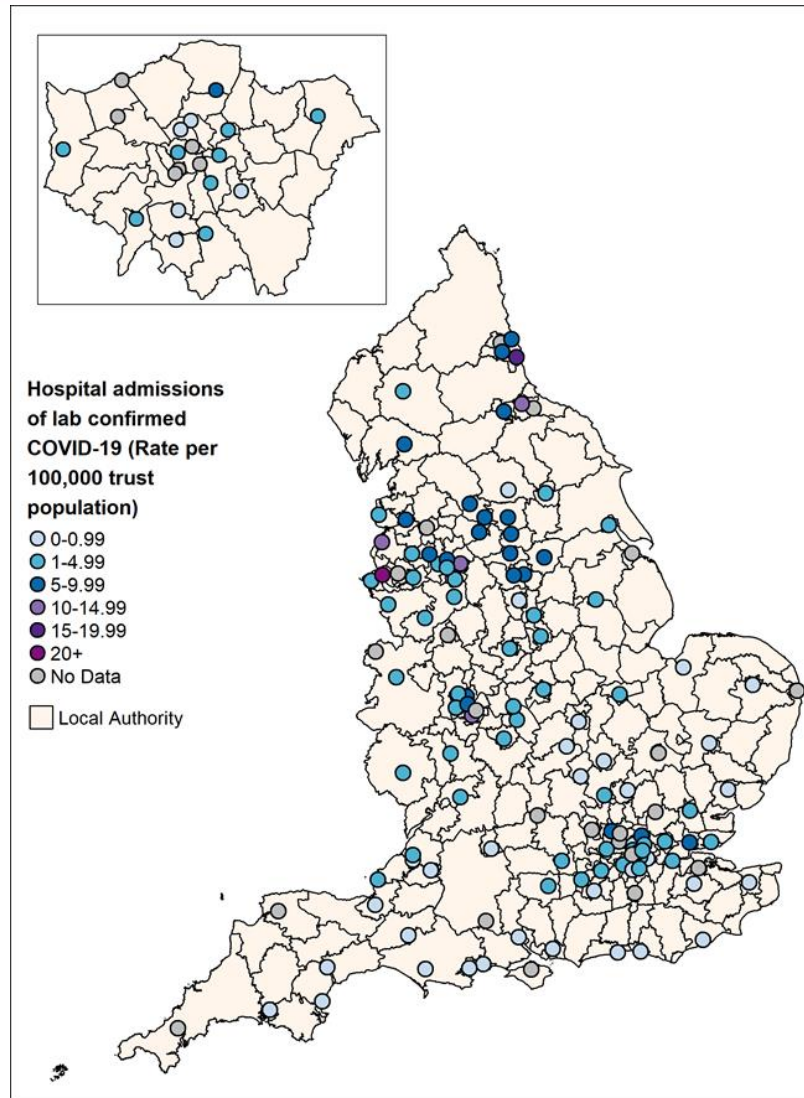 Hospital admissions
of lab confirmed
COVID-19 (Rate per
100,000 trust
population)
0-0.99
1-4.99
5-9.99
10-14.99
15-19.99
20+
No Data
Local Authority